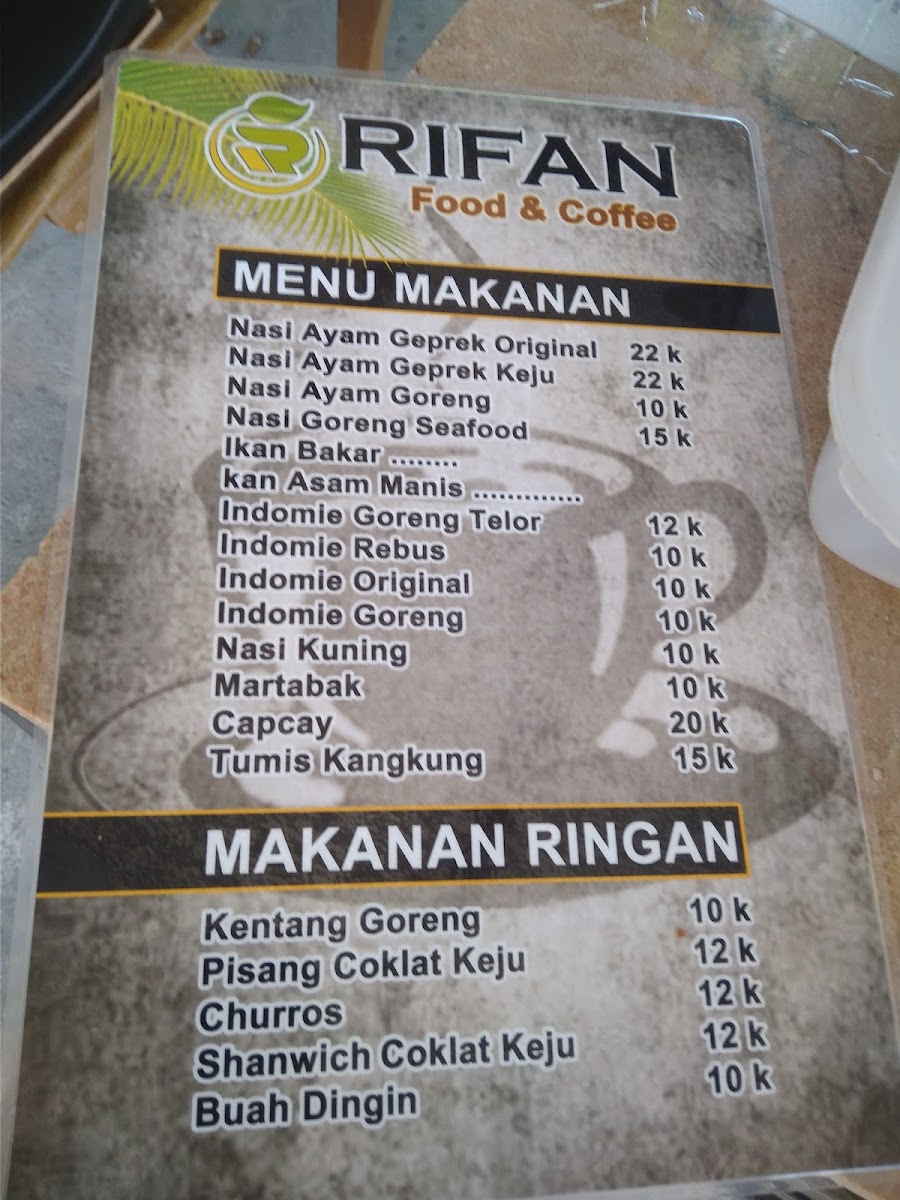 RIFAN
Food & Coffee
MENU MAKANAN
Nasi Ayam Geprek Original 22 k
Nasi Ayam Geprek Keju 22 k
Nasi Ayam Goreng 10 k
Nasi Goreng Seafood 15 k
Ikan Bakar ........
kan Asam Manis .............
Indomie Goreng Telor 12 k
Indomie Rebus 10 k
Indomie Original 10 k
Indomie Goreng 10 k
Nasi Kuning 10 k
Martabak 10 k
Capcay 20 k
Tumis Kangkung 15 k
MAKANAN RINGAN
Kentang Goreng 10 k
Pisang Coklat Keju 12 k
Churros 12 k
Shanwich Coklat Keju 12 k
Buah Dingin 10 k